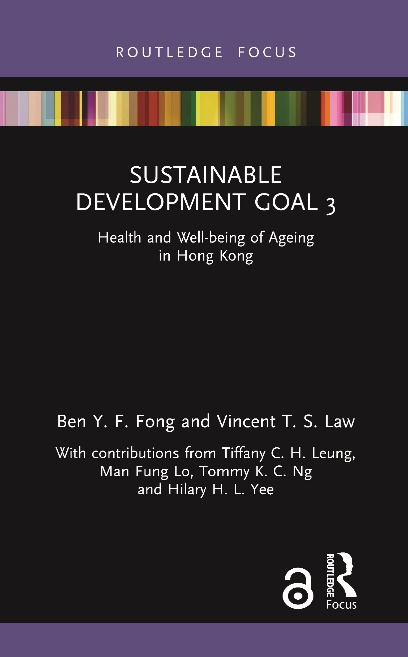 ROUTLEDGE FOCUS
SUSTAINABLE
DEVELOPMENT GOAL 3
Health and Well-being of Ageing
in Hong Kong
Ben Y. F. Fong and Vincent T. S. Law
With contributions from Tiffany C. H. Leung,
Man Fung Lo, Tommy K. C. Ng
and Hilary H. L. Yee
ROUTLEDGE
Focus